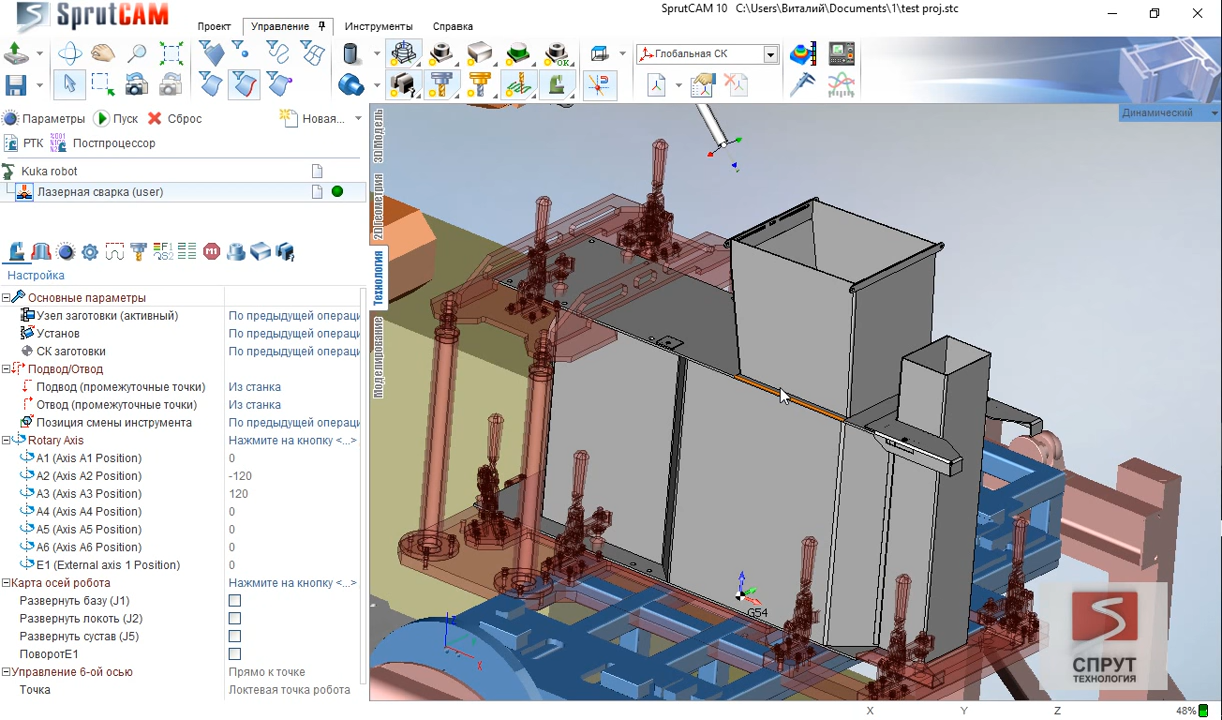 SprutCAM
SprutCAM 10 C:\Users\Виталий\Documents\1\test proj.stc
Проект
Управление
Инструменты
Справка
Глобальная СК
Параметры
Пуск
Сброс
Новая...
РТК
Постпроцессор
Kuka robot
Лазерная сварка (user)
Настройка
Основные параметры
Узел заготовки (активный) По предыдущей операци
Установ По предыдущей операци
СК заготовки По предыдущей операци
Подвод/Отвод
Подвод (промежуточные точки) Из станка
Отвод (промежуточные точки) Из станка
Позиция смены инструмента По предыдущей операци
Rotary Axis Нажмите на кнопку <...>
A1 (Axis A1 Position) 0
A2 (Axis A2 Position) -120
A3 (Axis A3 Position) 120
A4 (Axis A4 Position) 0
A5 (Axis A5 Position) 0
A6 (Axis A6 Position) 0
E1 (External axis 1 Position) 0
Карта осей робота Нажмите на кнопку <...>
Развернуть базу (J1)
Развернуть локоть (J2)
Развернуть сустав (J5)
ПоворотE1
Управление 6-ой осью Прямо к точке
Точка Локтевая точка робота
3D Модель
2D Геометрия
Технология
Моделирование
Динамический
G54
X
СПРУТ
ТЕХНОЛОГИЯ
X Y Z 48%